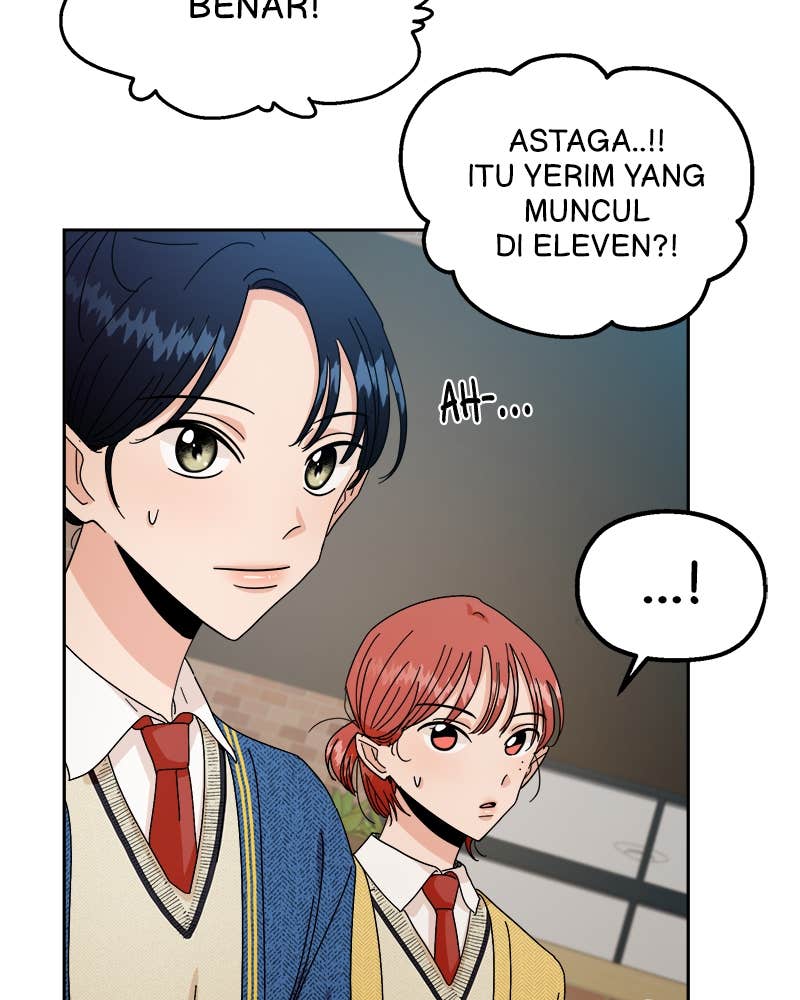 BENAR!
ASTAGA..!!
ITU YERIM YANG
MUNCUL
DI ELEVEN?!
AH-...
...!